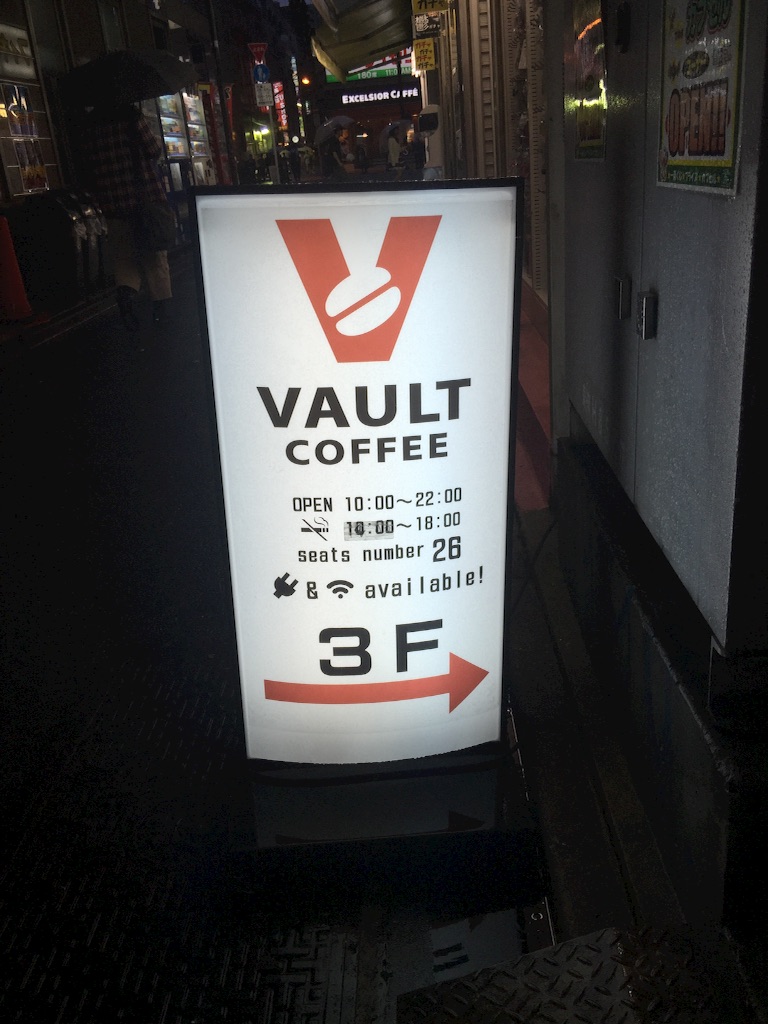 EXCELSIOR CAFFÉ
OPEN!!
VAULT
COFFEE
OPEN 10:00～22:00
10:00～18:00
seats number 26
& available!
3F